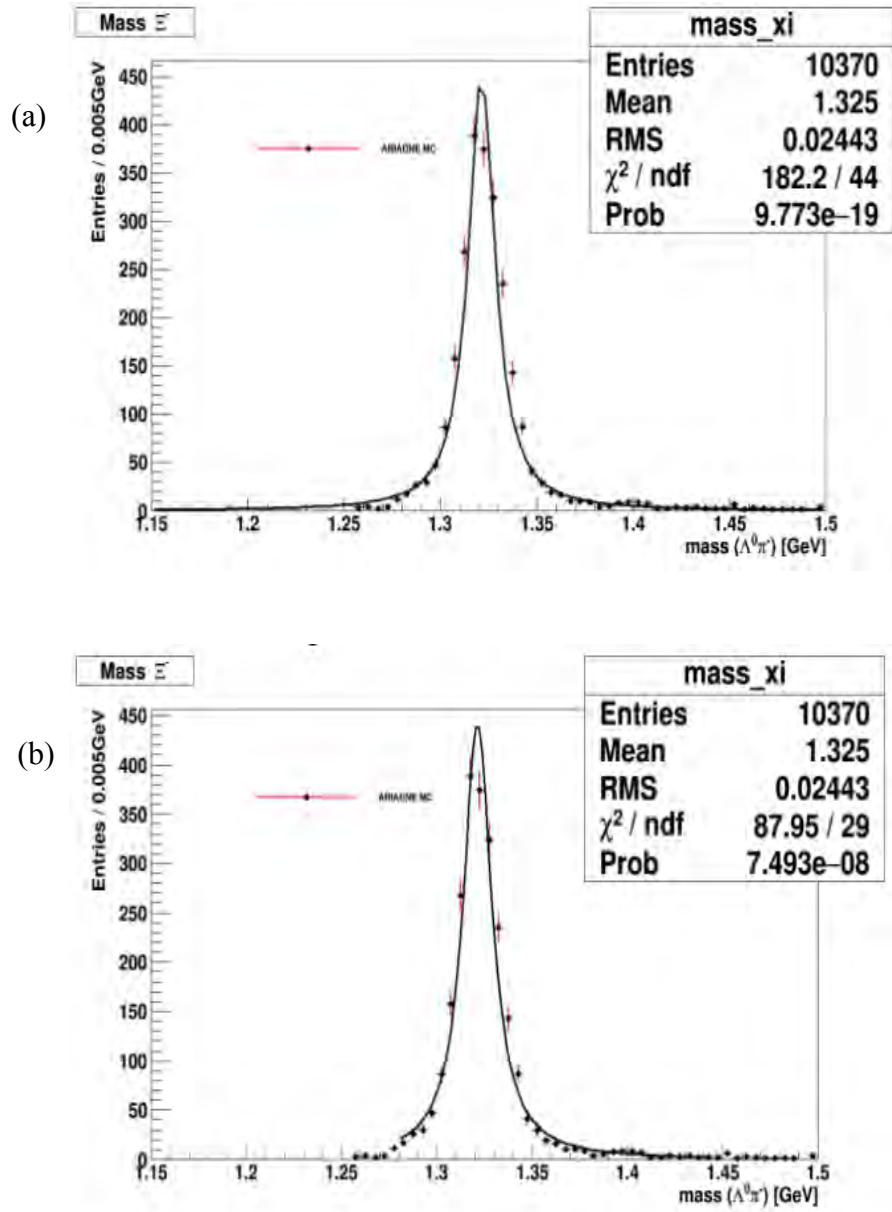 (a)
Mass Ξ⁻
mass_xi
Entries 10370
Mean 1.325
RMS 0.02443
χ² / ndf 182.2 / 44
Prob 9.773e−19
Entries / 0.005GeV
ARIADNE MC
450
400
350
300
250
200
150
100
50
0
1.15 1.2 1.25 1.3 1.35 1.4 1.45 1.5
mass (Λ⁰π⁻) [GeV]
(b)
Mass Ξ⁻
mass_xi
Entries 10370
Mean 1.325
RMS 0.02443
χ² / ndf 87.95 / 29
Prob 7.493e−08
Entries / 0.005GeV
ARIADNE MC
450
400
350
300
250
200
150
100
50
0
1.15 1.2 1.25 1.3 1.35 1.4 1.45 1.5
mass (Λ⁰π⁻) [GeV]